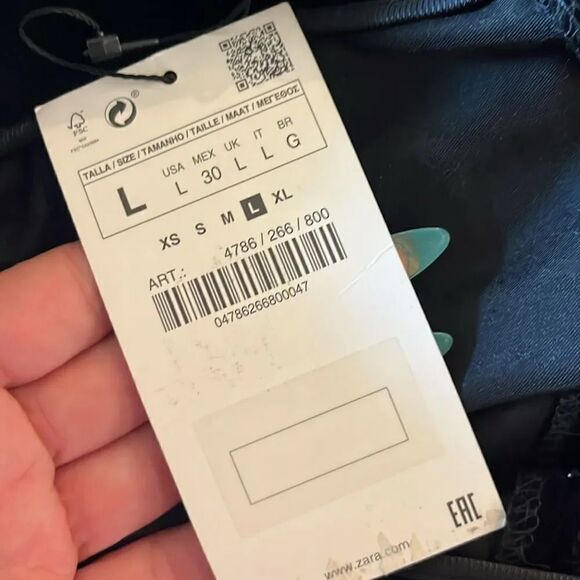 FSC
®
TALLA / SIZE / TAMANHO / TAILLE / MAAT / ΜΕΓΕΘΟΣ
L
USA MEX UK IT BR
L 30 L L G
XS S M L XL
4786 / 266 / 800
ART.:
04786266800047
EAC
www.zara.com